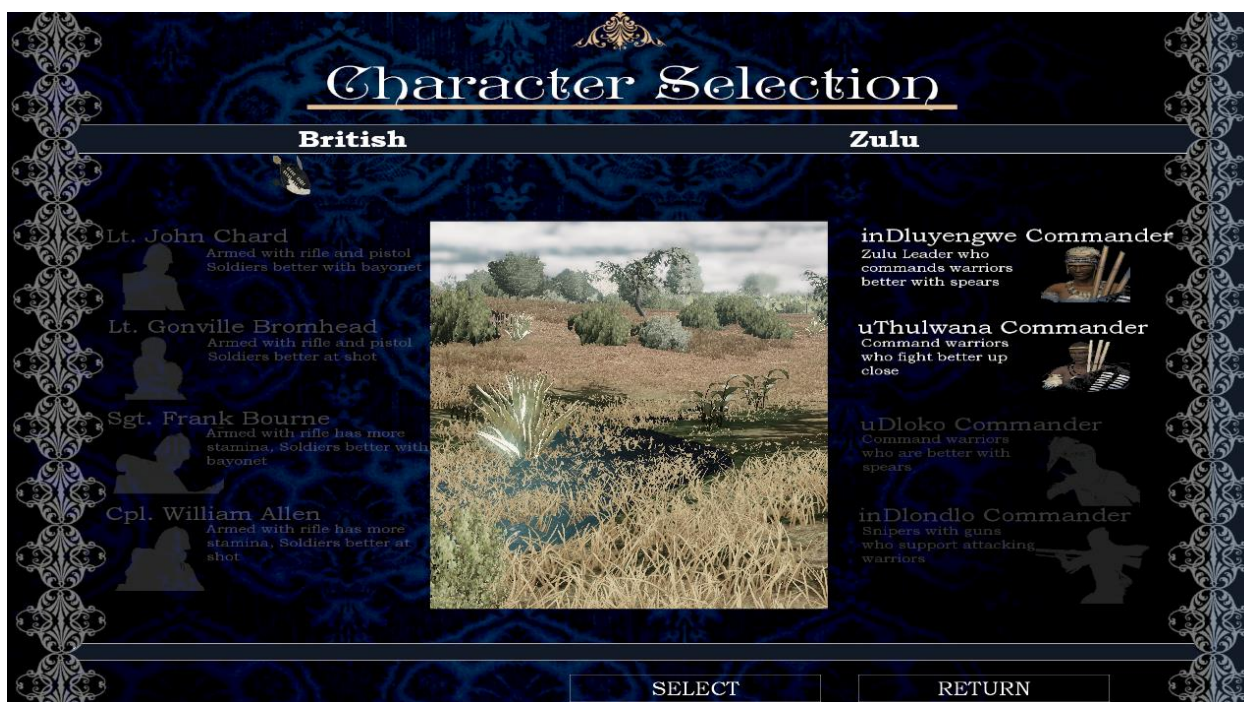 Character Selection
British
Zulu
Lt. John Chard
Armed with rifle and pistol
Soldiers better with bayonet
Lt. Gonville Bromhead
Armed with rifle and pistol
Soldiers better at shot
Sgt. Frank Bourne
Armed with rifle has more
stamina, Soldiers better with
bayonet
Cpl. William Allen
Armed with rifle has more
stamina, Soldiers better at
shot
inDluyengwe Commander
Zulu Leader who
commands warriors
better with spears
uThulwana Commander
Command warriors
who fight better up
close
uDloko Commander
Command warriors
who are better with
spears
inDlondlo Commander
Snipers with guns
who support attacking
warriors
SELECT
RETURN